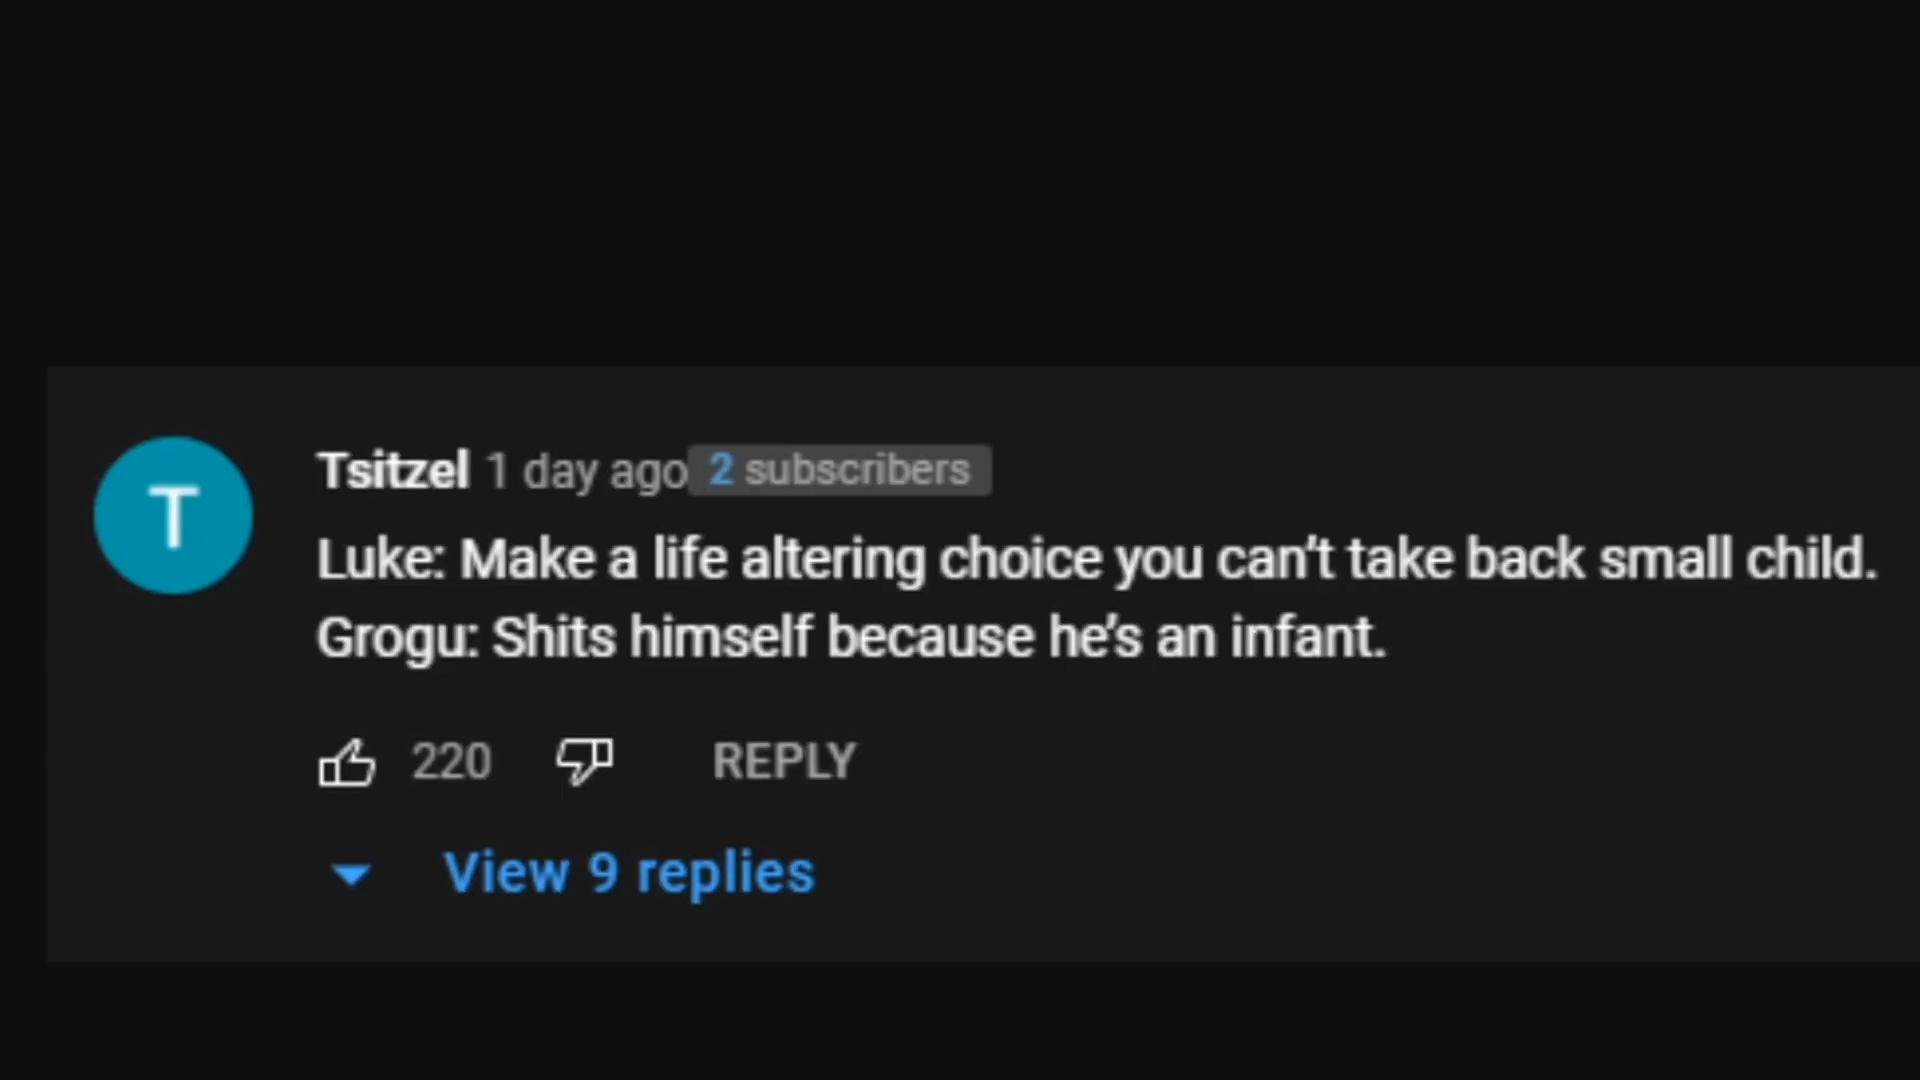 T
Tsitzel 1 day ago 2 subscribers
Luke: Make a life altering choice you can’t take back small child.
Grogu: Shits himself because he’s an infant.
220 REPLY
View 9 replies